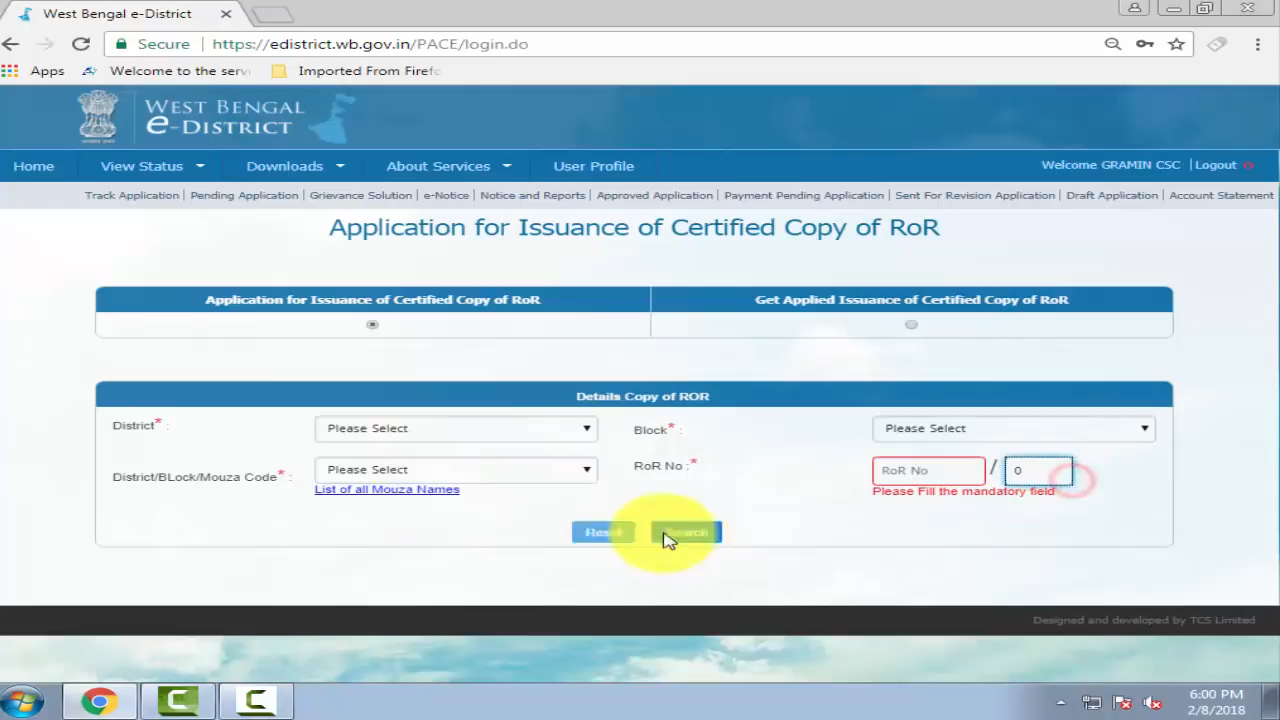 West Bengal e-District
Secure | https://edistrict.wb.gov.in/PACE/login.do
Apps Welcome to the serv Imported From Firefo
WEST BENGAL
e-DISTRICT
Home View Status Downloads About Services User Profile Welcome GRAMIN CSC | Logout
Track Application | Pending Application | Grievance Solution | e-Notice | Notice and Reports | Approved Application | Payment Pending Application | Sent For Revision Application | Draft Application | Account Statement
Application for Issuance of Certified Copy of RoR
Application for Issuance of Certified Copy of RoR Get Applied Issuance of Certified Copy of RoR
Details Copy of ROR
District* : Please Select Block* : Please Select
District/BLock/Mouza Code* : Please Select RoR No :* RoR No / 0
List of all Mouza Names Please Fill the mandatory field
Reset Search
Designed and developed by TCS Limited
6:00 PM
2/8/2018